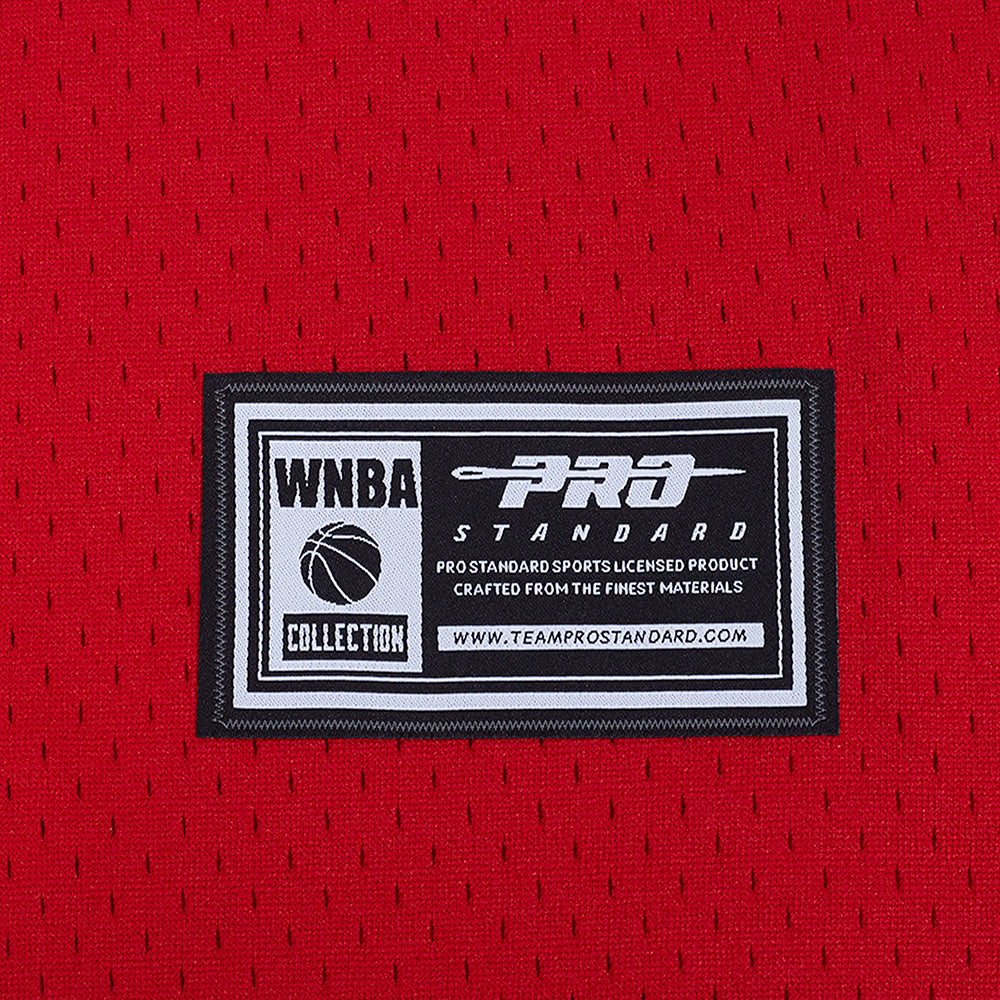 WNBA
COLLECTION
PRO
STANDARD
PRO STANDARD SPORTS LICENSED PRODUCT
CRAFTED FROM THE FINEST MATERIALS
WWW.TEAMPROSTANDARD.COM